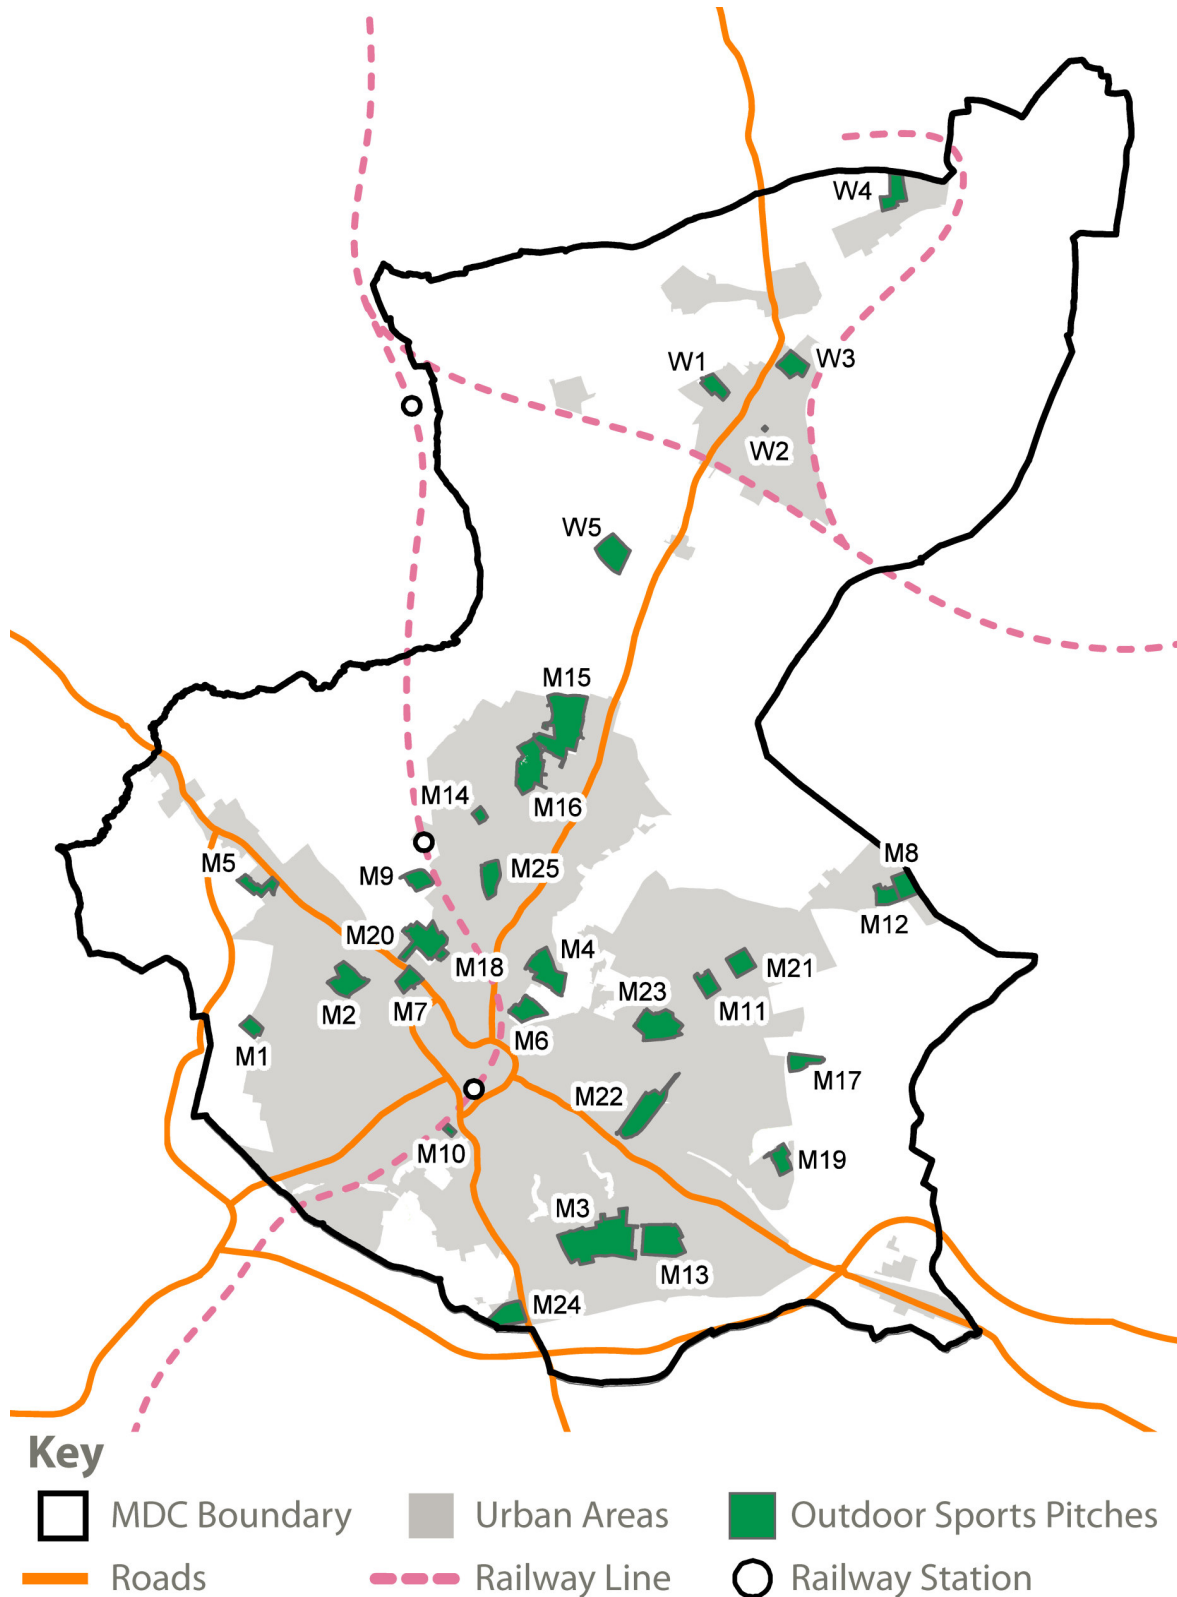 W4
W1
W3
W2
W5
M15
M14
M16
M5
M9
M25
M8
M12
M20
M18
M4
M21
M2
M7
M23
M11
M6
M1
M17
M22
M10
M19
M3
M13
M24
Key
MDC Boundary
Urban Areas
Outdoor Sports Pitches
Roads
Railway Line
Railway Station